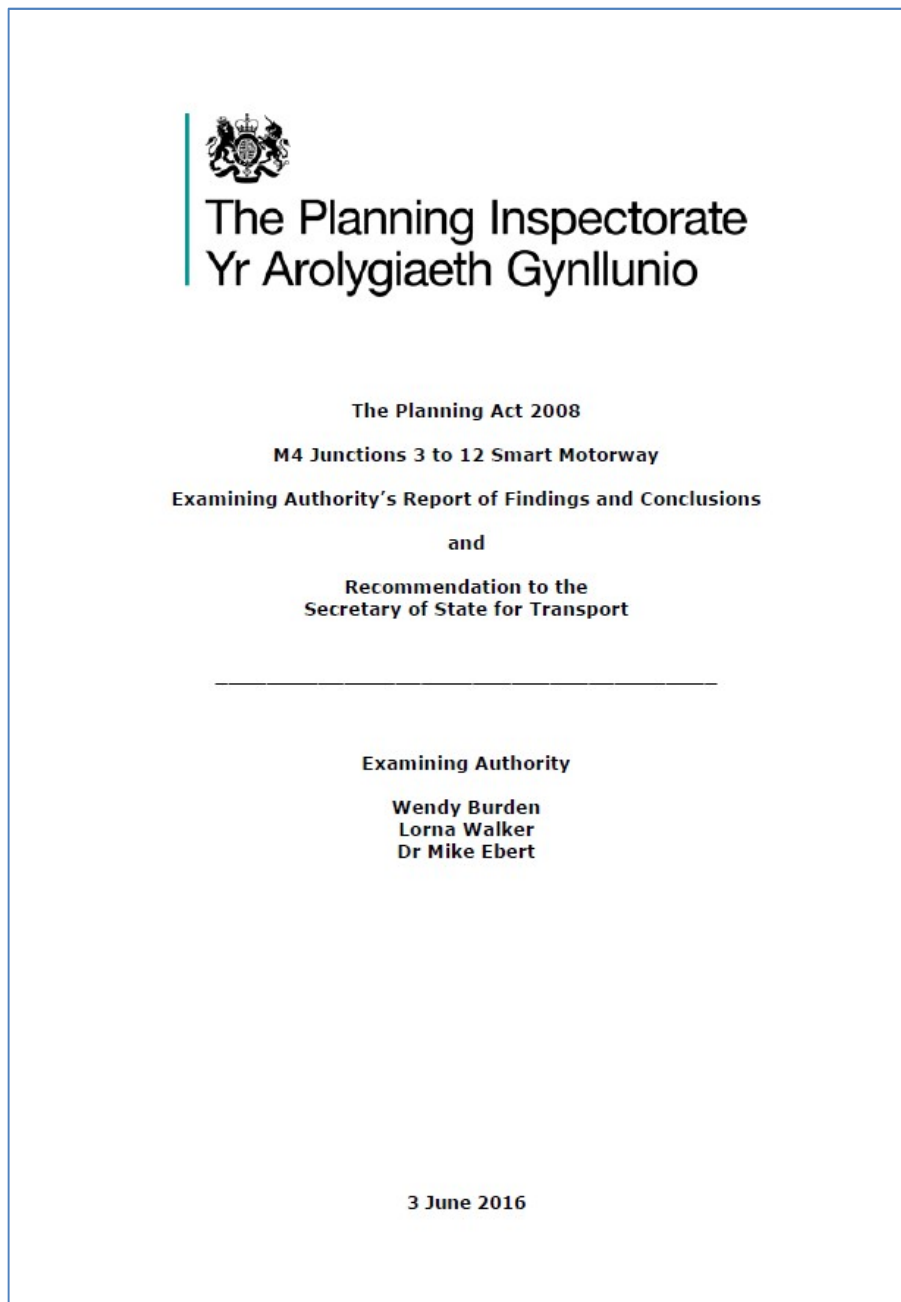 The Planning Inspectorate
Yr Arolygiaeth Gynllunio
The Planning Act 2008
M4 Junctions 3 to 12 Smart Motorway
Examining Authority’s Report of Findings and Conclusions
and
Recommendation to the
Secretary of State for Transport
Examining Authority
Wendy Burden
Lorna Walker
Dr Mike Ebert
3 June 2016